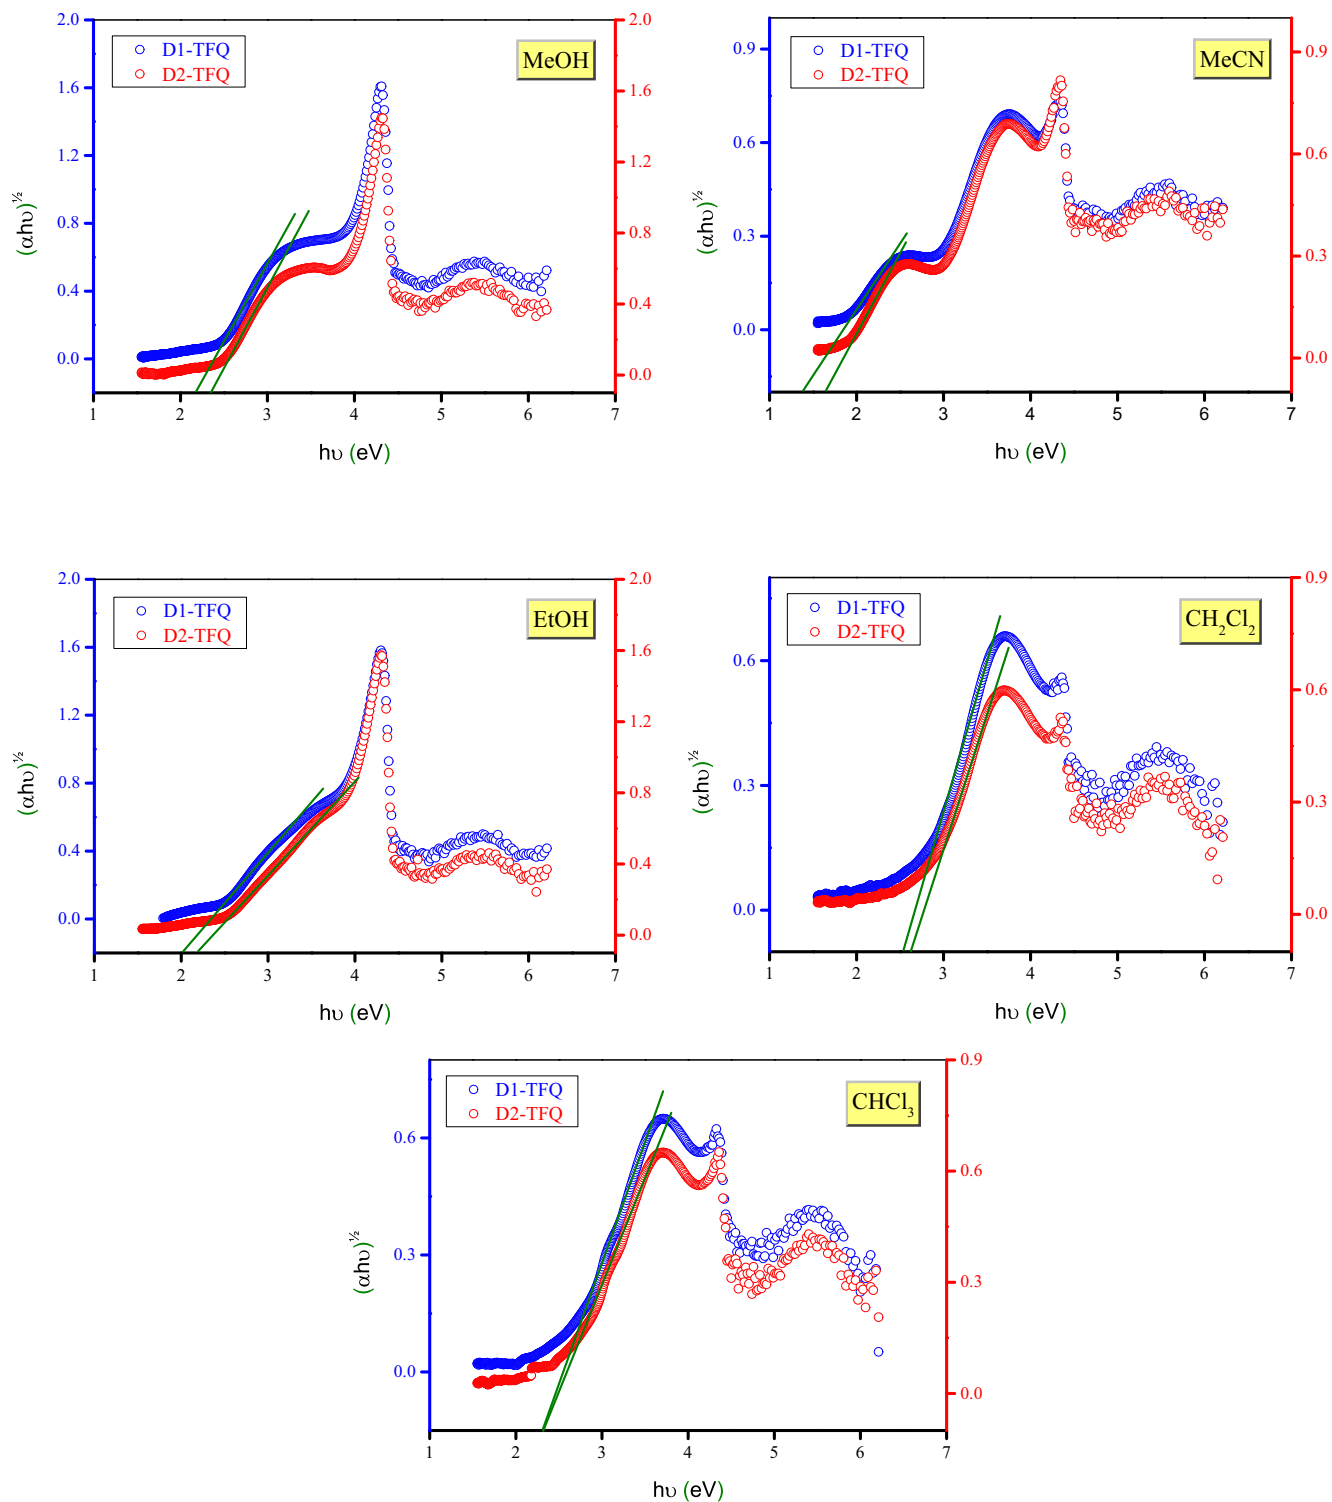 2.0
2.0
D1-TFQ
D2-TFQ
MeOH
1.6
1.6
1.2
1.2
0.8
0.8
0.4
0.4
0.0
0.0
(αhυ)^½
1 2 3 4 5 6 7
hυ (eV)
0.9
0.9
D1-TFQ
D2-TFQ
MeCN
0.6
0.6
0.3
0.3
0.0
0.0
(αhυ)^½
1 2 3 4 5 6 7
hυ (eV)
2.0
2.0
D1-TFQ
D2-TFQ
EtOH
1.6
1.6
1.2
1.2
0.8
0.8
0.4
0.4
0.0
0.0
(αhυ)^½
1 2 3 4 5 6 7
hυ (eV)
0.9
D1-TFQ
D2-TFQ
CH₂Cl₂
0.6
0.6
0.3
0.3
0.0
0.0
(αhυ)^½
1 2 3 4 5 6 7
hυ (eV)
0.9
D1-TFQ
D2-TFQ
CHCl₃
0.6
0.6
0.3
0.3
0.0
0.0
(αhυ)^½
1 2 3 4 5 6 7
hυ (eV)